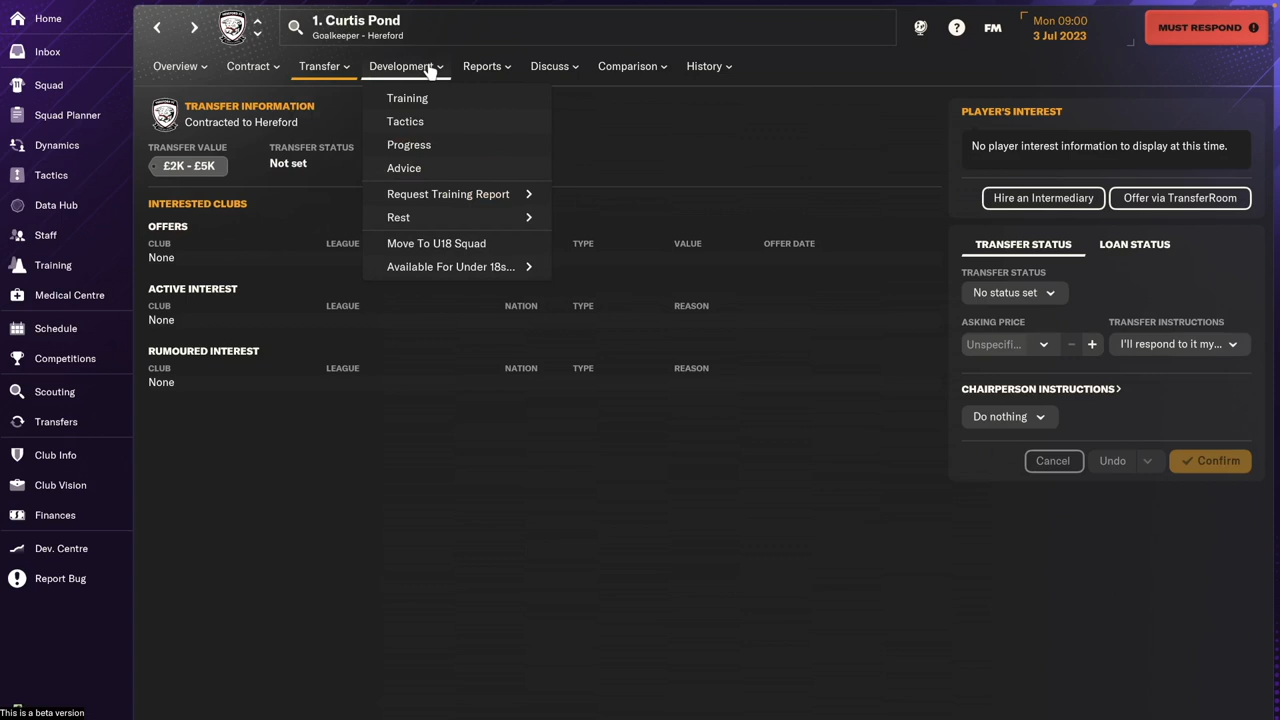 Home
Inbox
Squad
Squad Planner
Dynamics
Tactics
Data Hub
Staff
Training
Medical Centre
Schedule
Competitions
Scouting
Transfers
Club Info
Club Vision
Finances
Dev. Centre
Report Bug
This is a beta version
1. Curtis Pond
Goalkeeper - Hereford
FM
Mon 09:00
3 Jul 2023
MUST RESPOND
Overview
Contract
Transfer
Development
Reports
Discuss
Comparison
History
Training
Tactics
Progress
Advice
Request Training Report
Rest
Move To U18 Squad
Available For Under 18s...
TRANSFER INFORMATION
Contracted to Hereford
TRANSFER VALUE
£2K - £5K
TRANSFER STATUS
Not set
INTERESTED CLUBS
OFFERS
CLUB LEAGUE TYPE VALUE OFFER DATE
None
ACTIVE INTEREST
CLUB LEAGUE NATION TYPE REASON
None
RUMOURED INTEREST
CLUB LEAGUE NATION TYPE REASON
None
PLAYER'S INTEREST
No player interest information to display at this time.
Hire an Intermediary
Offer via TransferRoom
TRANSFER STATUS
LOAN STATUS
TRANSFER STATUS
No status set
ASKING PRICE
Unspecifi...
TRANSFER INSTRUCTIONS
I'll respond to it my...
CHAIRPERSON INSTRUCTIONS
Do nothing
Cancel
Undo
Confirm